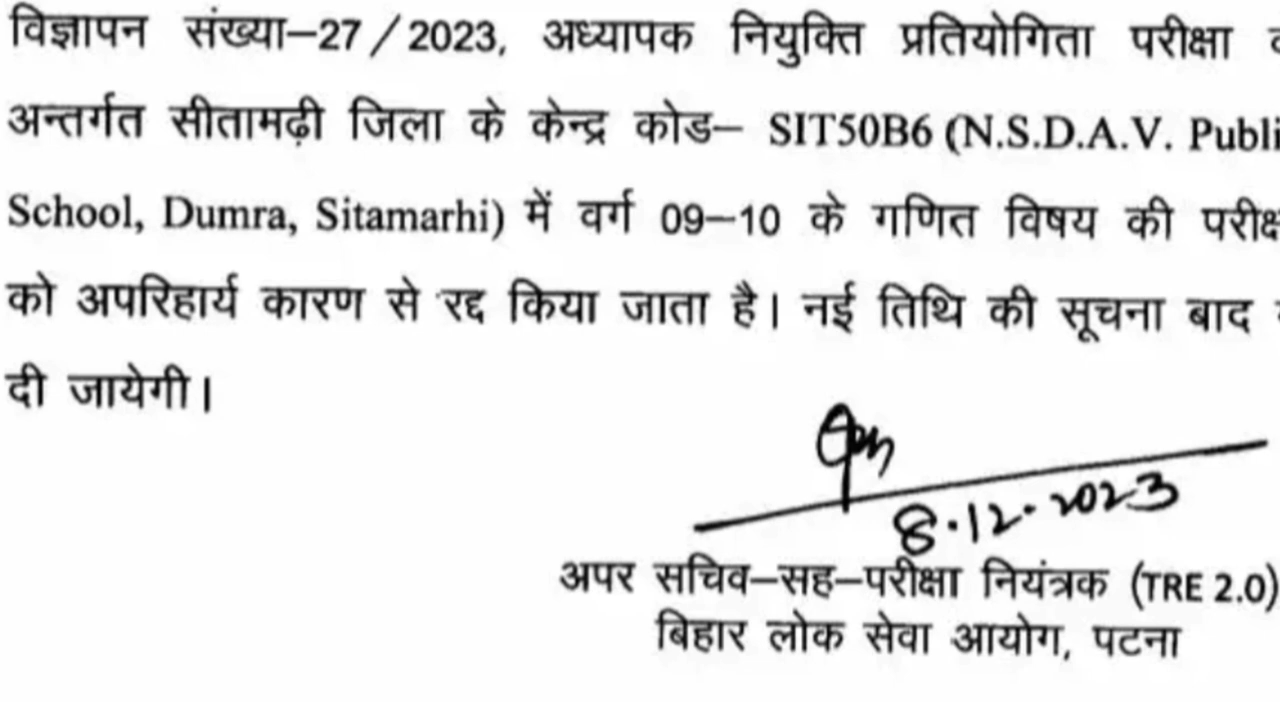 विज्ञापन संख्या–27 / 2023, अध्यापक नियुक्ति प्रतियोगिता परीक्षा
अन्तर्गत सीतामढ़ी जिला के केन्द्र कोड– SIT50B6 (N.S.D.A.V. Publi
School, Dumra, Sitamarhi) में वर्ग 09–10 के गणित विषय की परीक्ष
को अपरिहार्य कारण से रद्द किया जाता है। नई तिथि की सूचना बाद
दी जायेगी।
8.12.2023
अपर सचिव–सह–परीक्षा नियंत्रक (TRE 2.0)
बिहार लोक सेवा आयोग, पटना